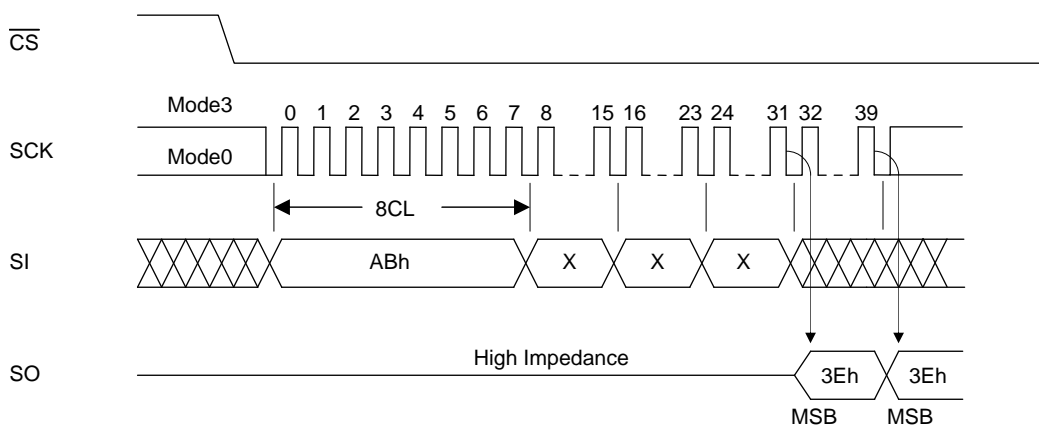 CS
Mode3
0 1 2 3 4 5 6 7 8 15 16 23 24 31 32 39
SCK
Mode0
8CL
SI ABh X X X
High Impedance
SO 3Eh 3Eh
MSB MSB